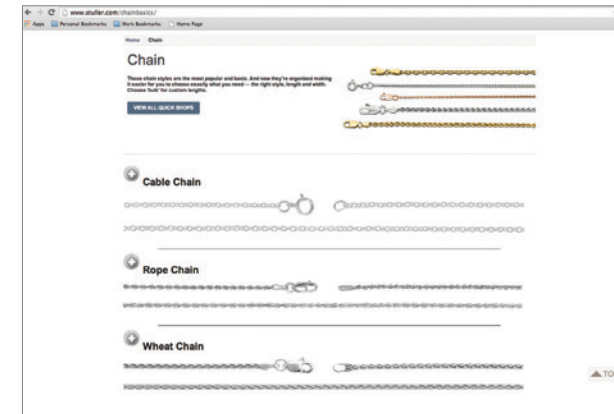 www.stuller.com/chainbasics/
Apps Personal Bookmarks Work Bookmarks Home Page
Home Chain
Chain
These chain styles are the most popular and basic. And now they're organized making
it easier for you to choose exactly what you need — the right style, length and width.
Choose 'bulk' for custom lengths.
VIEW ALL QUICK SHOPS
Cable Chain
Rope Chain
Wheat Chain
TO